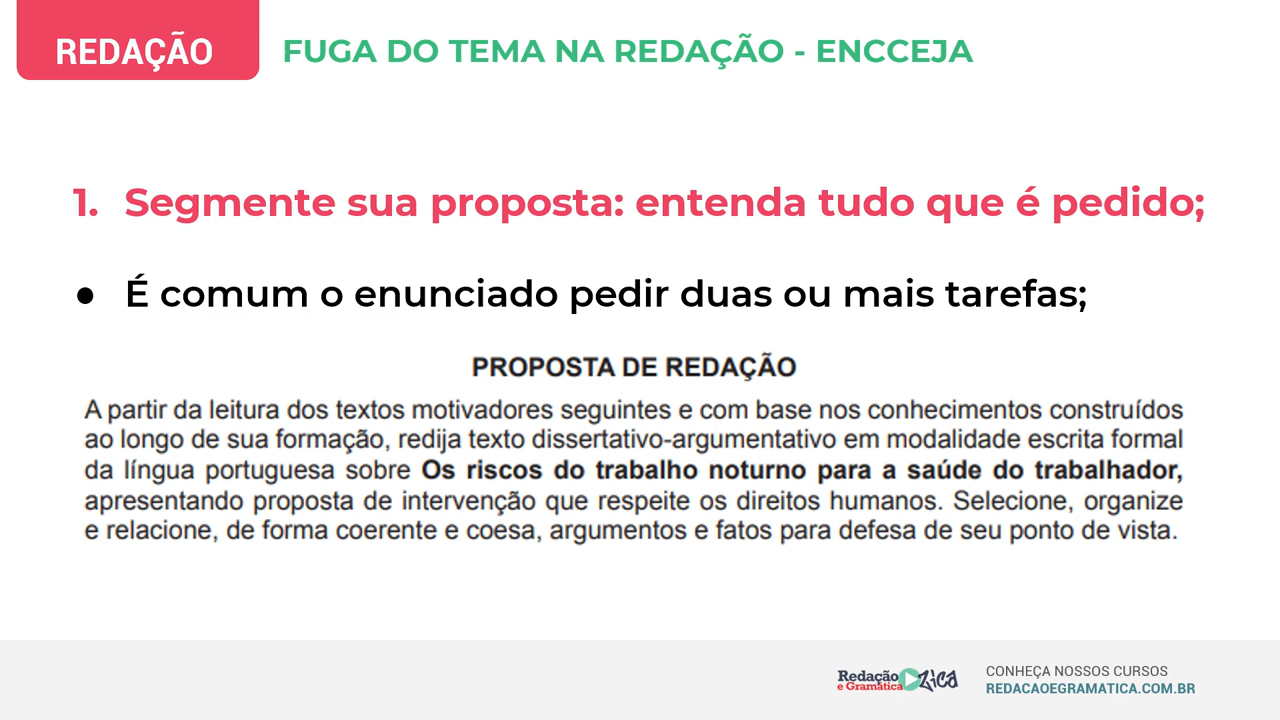 REDAÇÃO
FUGA DO TEMA NA REDAÇÃO - ENCCEJA
1. Segmente sua proposta: entenda tudo que é pedido;
● É comum o enunciado pedir duas ou mais tarefas;
PROPOSTA DE REDAÇÃO
A partir da leitura dos textos motivadores seguintes e com base nos conhecimentos construídos
ao longo de sua formação, redija texto dissertativo-argumentativo em modalidade escrita formal
da língua portuguesa sobre Os riscos do trabalho noturno para a saúde do trabalhador,
apresentando proposta de intervenção que respeite os direitos humanos. Selecione, organize
e relacione, de forma coerente e coesa, argumentos e fatos para defesa de seu ponto de vista.
Redação
e Gramática Zica
CONHEÇA NOSSOS CURSOS
REDACAOEGRAMATICA.COM.BR